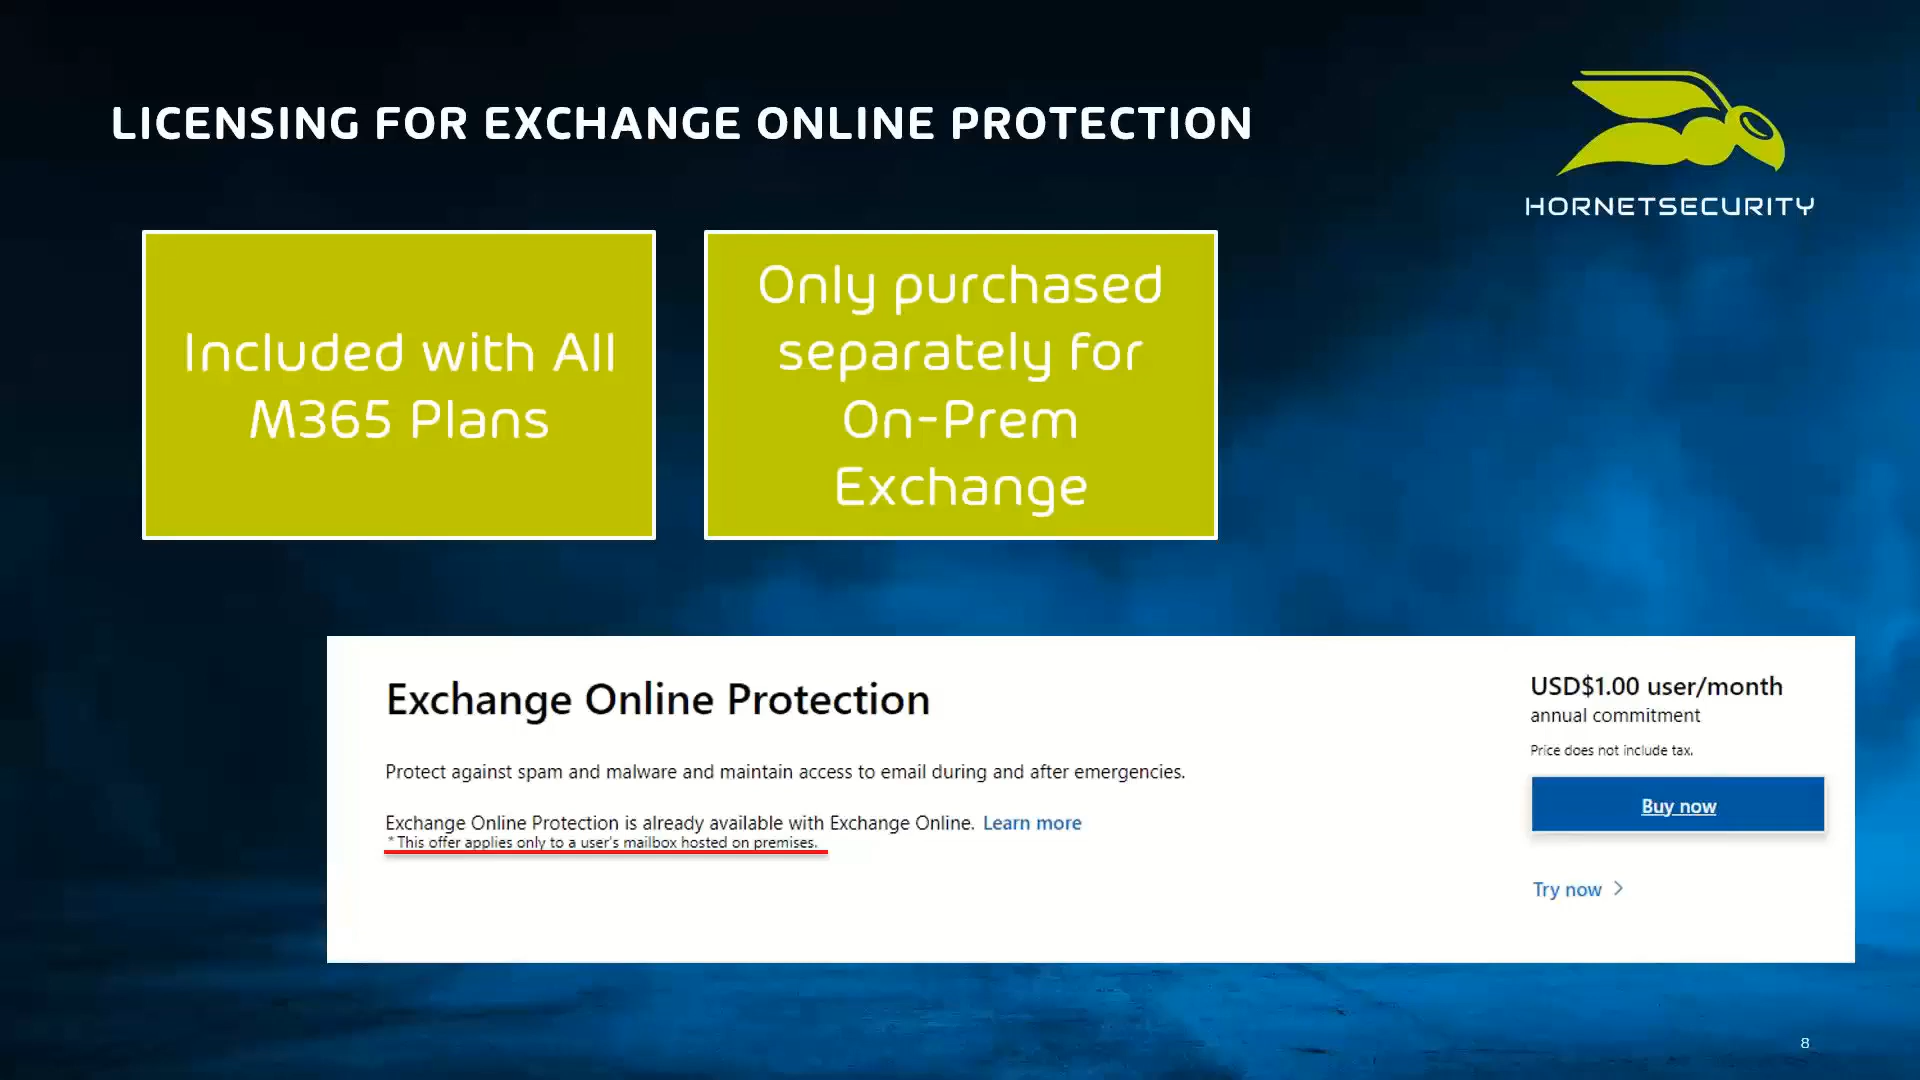 LICENSING FOR EXCHANGE ONLINE PROTECTION
HORNETSECURITY
Included with All
M365 Plans
Only purchased
separately for
On-Prem
Exchange
Exchange Online Protection
Protect against spam and malware and maintain access to email during and after emergencies.
Exchange Online Protection is already available with Exchange Online. Learn more
* This offer applies only to a user's mailbox hosted on premises.
USD$1.00 user/month
annual commitment
Price does not include tax.
Buy now
Try now >
8